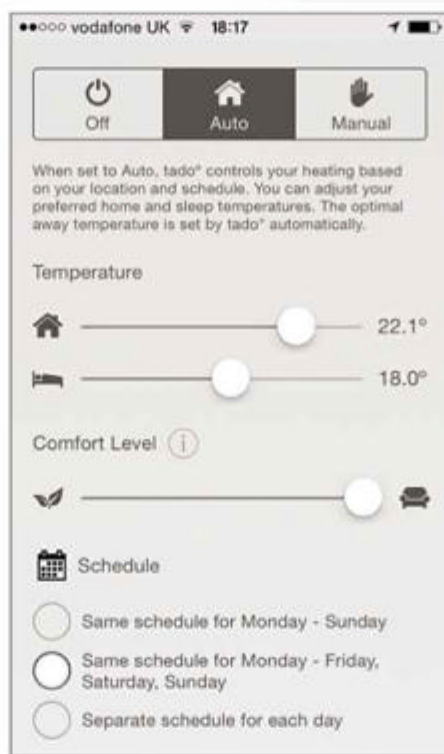 vodafone UK 18:17
Off Auto Manual
When set to Auto, tado° controls your heating based
on your location and schedule. You can adjust your
preferred home and sleep temperatures. The optimal
away temperature is set by tado° automatically.
Temperature
22.1°
18.0°
Comfort Level i
Schedule
Same schedule for Monday - Sunday
Same schedule for Monday - Friday,
Saturday, Sunday
Separate schedule for each day